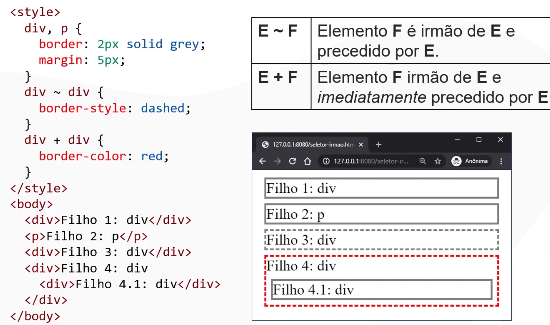 <style>
div, p {
border: 2px solid grey;
margin: 5px;
}
div ~ div {
border-style: dashed;
}
div + div {
border-color: red;
}
</style>
<body>
<div>Filho 1: div</div>
<p>Filho 2: p</p>
<div>Filho 3: div</div>
<div>Filho 4: div
<div>Filho 4.1: div</div>
</div>
</body>
E ~ F Elemento F é irmão de E e
precedido por E.
E + F Elemento F irmão de E e
imediatamente precedido por E
127.0.0.1:8080/seletor-irmao.htm
127.0.0.1:8080/seletor-ir... Anônima
Filho 1: div
Filho 2: p
Filho 3: div
Filho 4: div
Filho 4.1: div